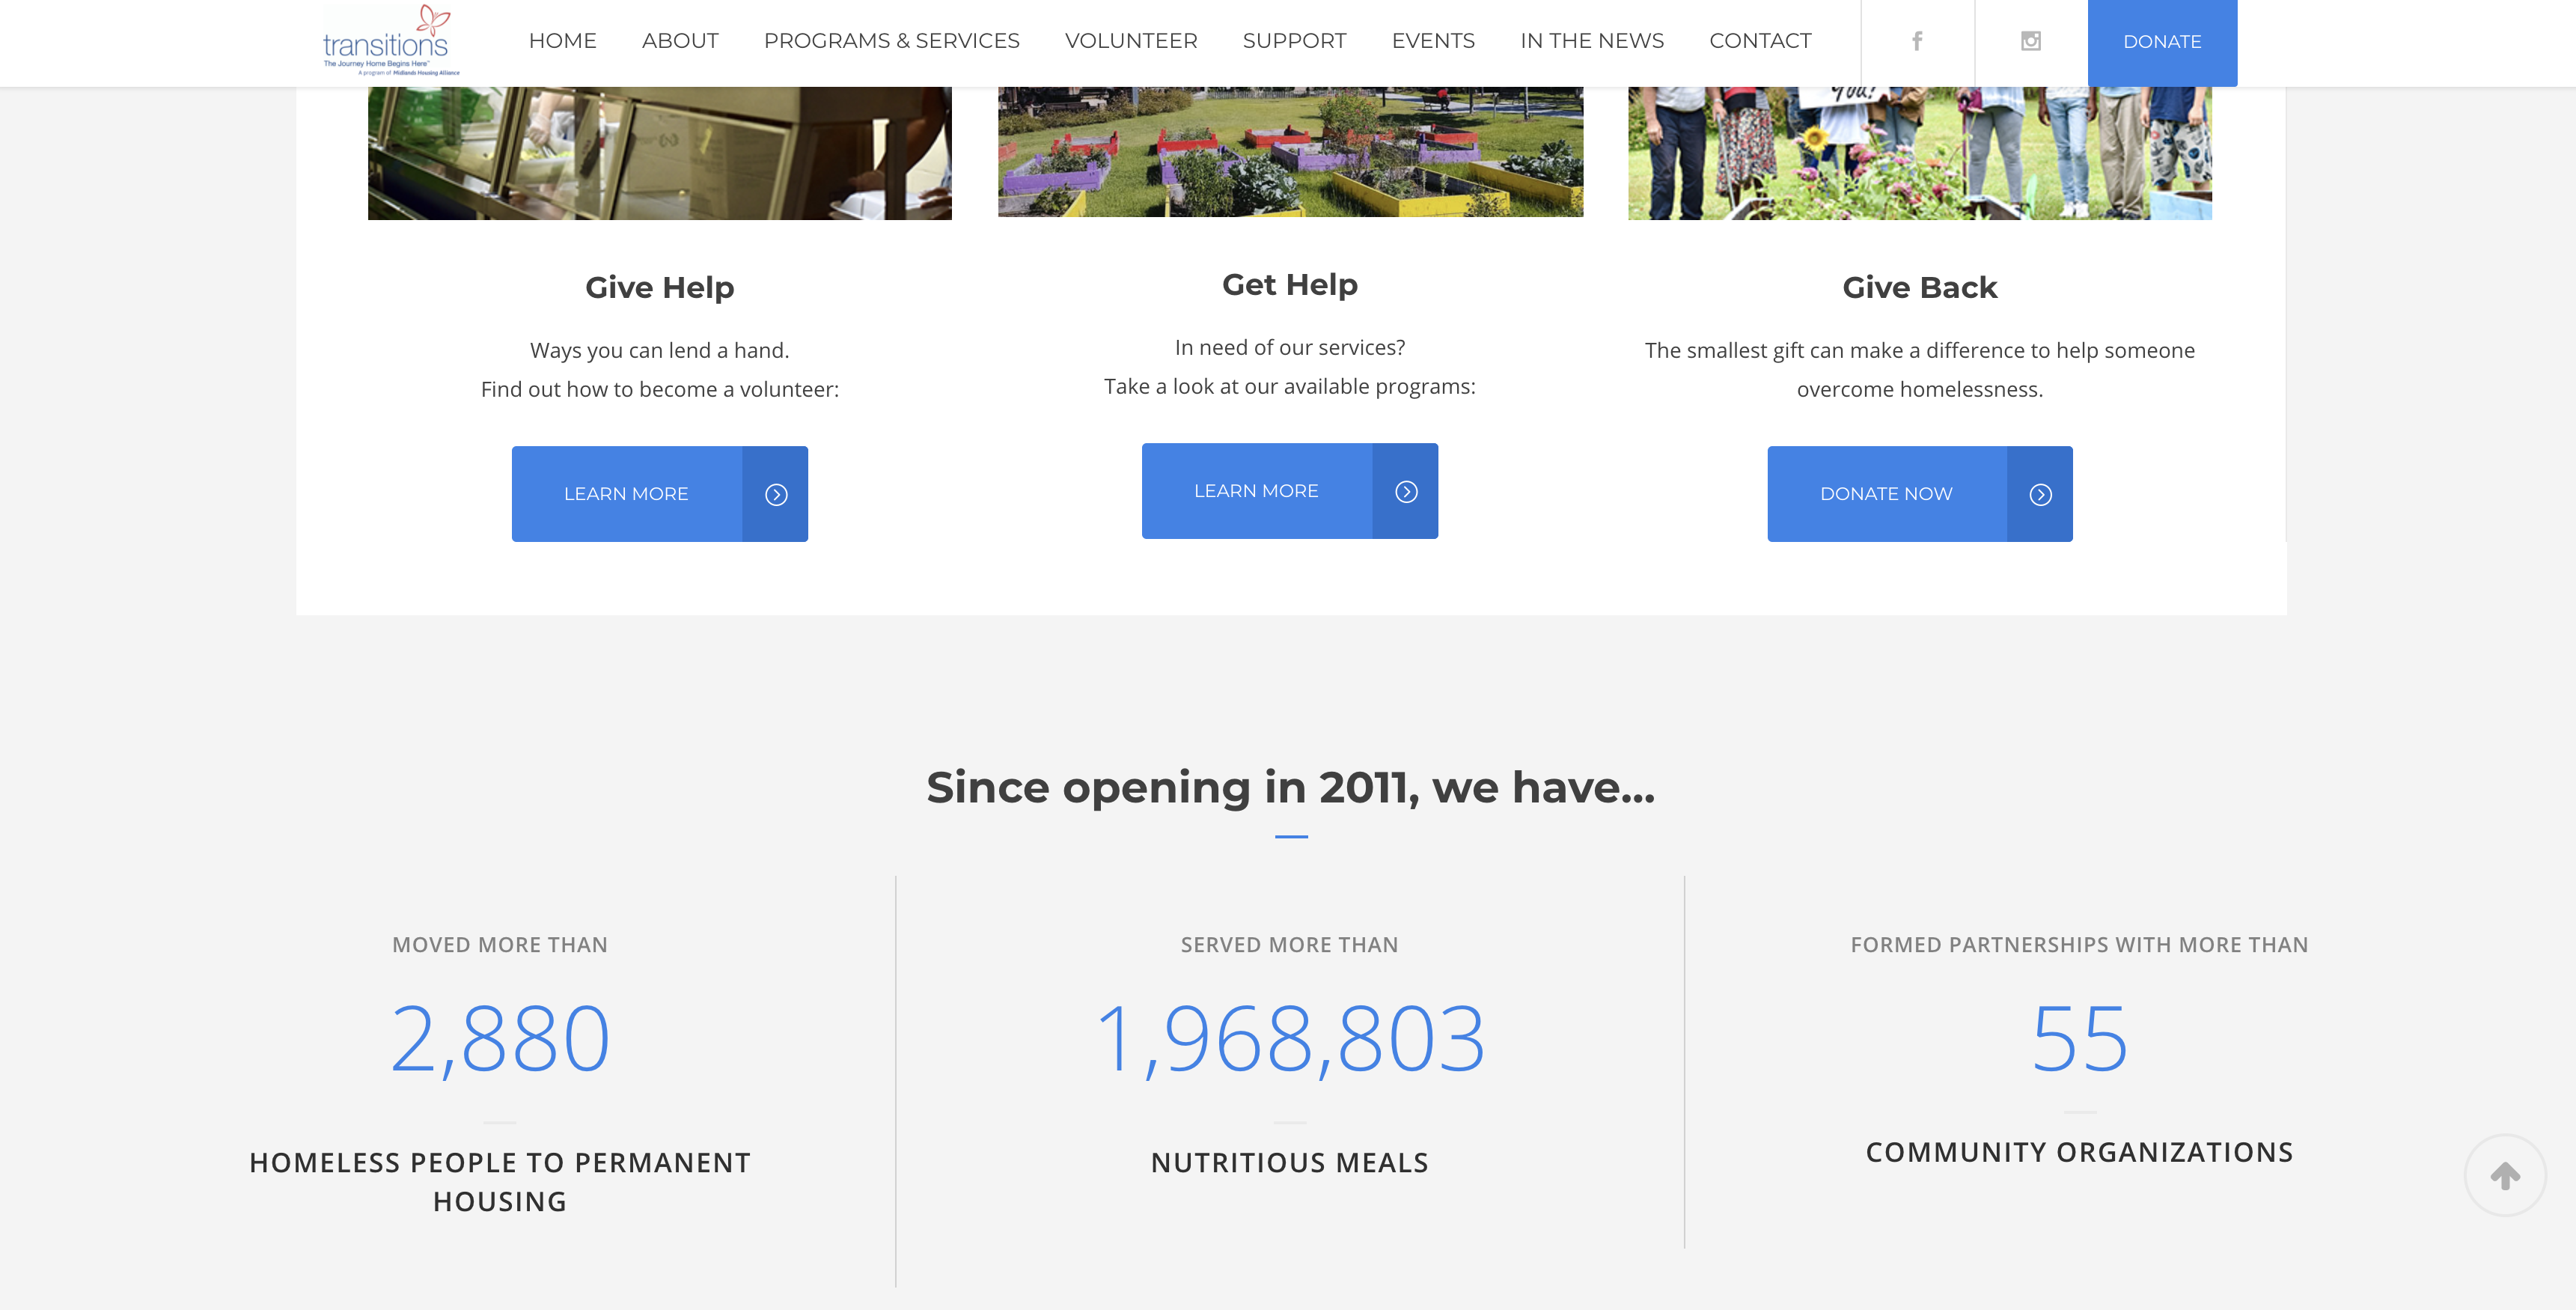 transitions
The Journey Home Begins Here™
A program of Midlands Housing Alliance
HOME ABOUT PROGRAMS & SERVICES VOLUNTEER SUPPORT EVENTS IN THE NEWS CONTACT DONATE
you!
Give Help
Ways you can lend a hand.
Find out how to become a volunteer:
LEARN MORE
Get Help
In need of our services?
Take a look at our available programs:
LEARN MORE
Give Back
The smallest gift can make a difference to help someone
overcome homelessness.
DONATE NOW
Since opening in 2011, we have...
MOVED MORE THAN
2,880
HOMELESS PEOPLE TO PERMANENT
HOUSING
SERVED MORE THAN
1,968,803
NUTRITIOUS MEALS
FORMED PARTNERSHIPS WITH MORE THAN
55
COMMUNITY ORGANIZATIONS